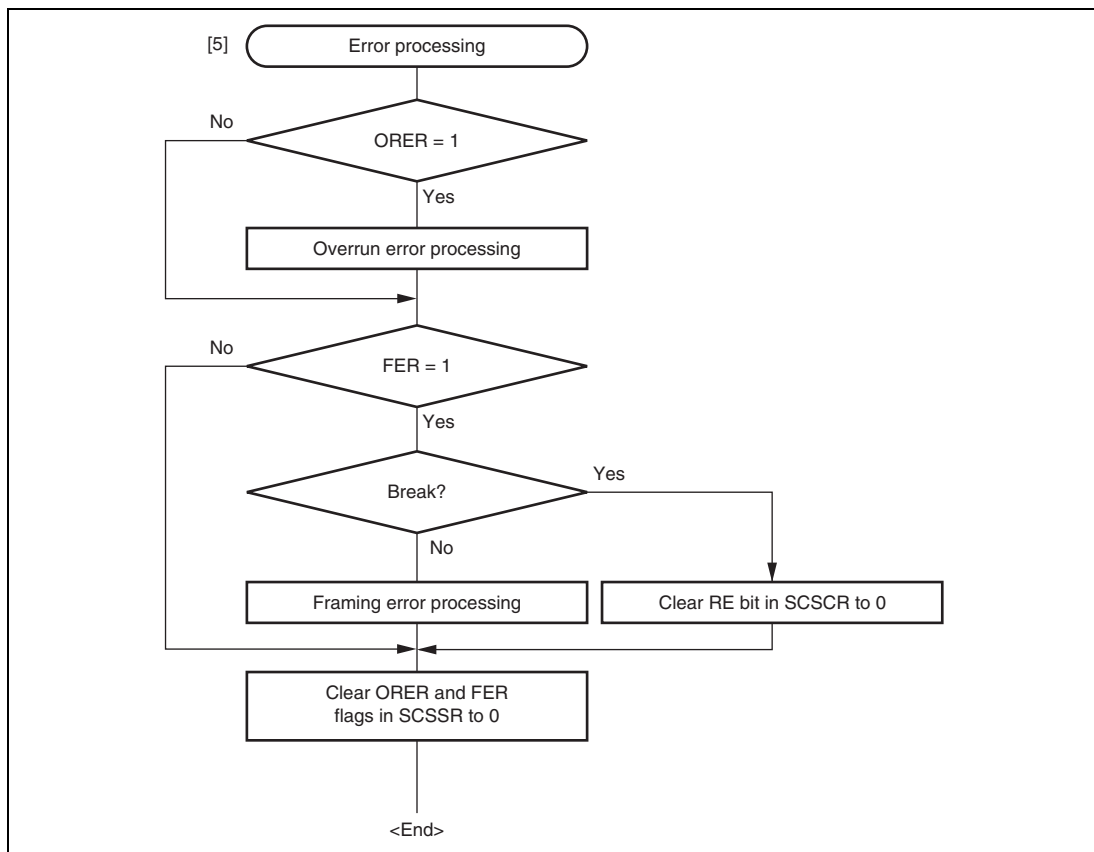 [5]
Error processing
No
ORER = 1
Yes
Overrun error processing
No
FER = 1
Yes
Yes
Break?
No
Framing error processing
Clear RE bit in SCSCR to 0
Clear ORER and FER
flags in SCSSR to 0
<End>